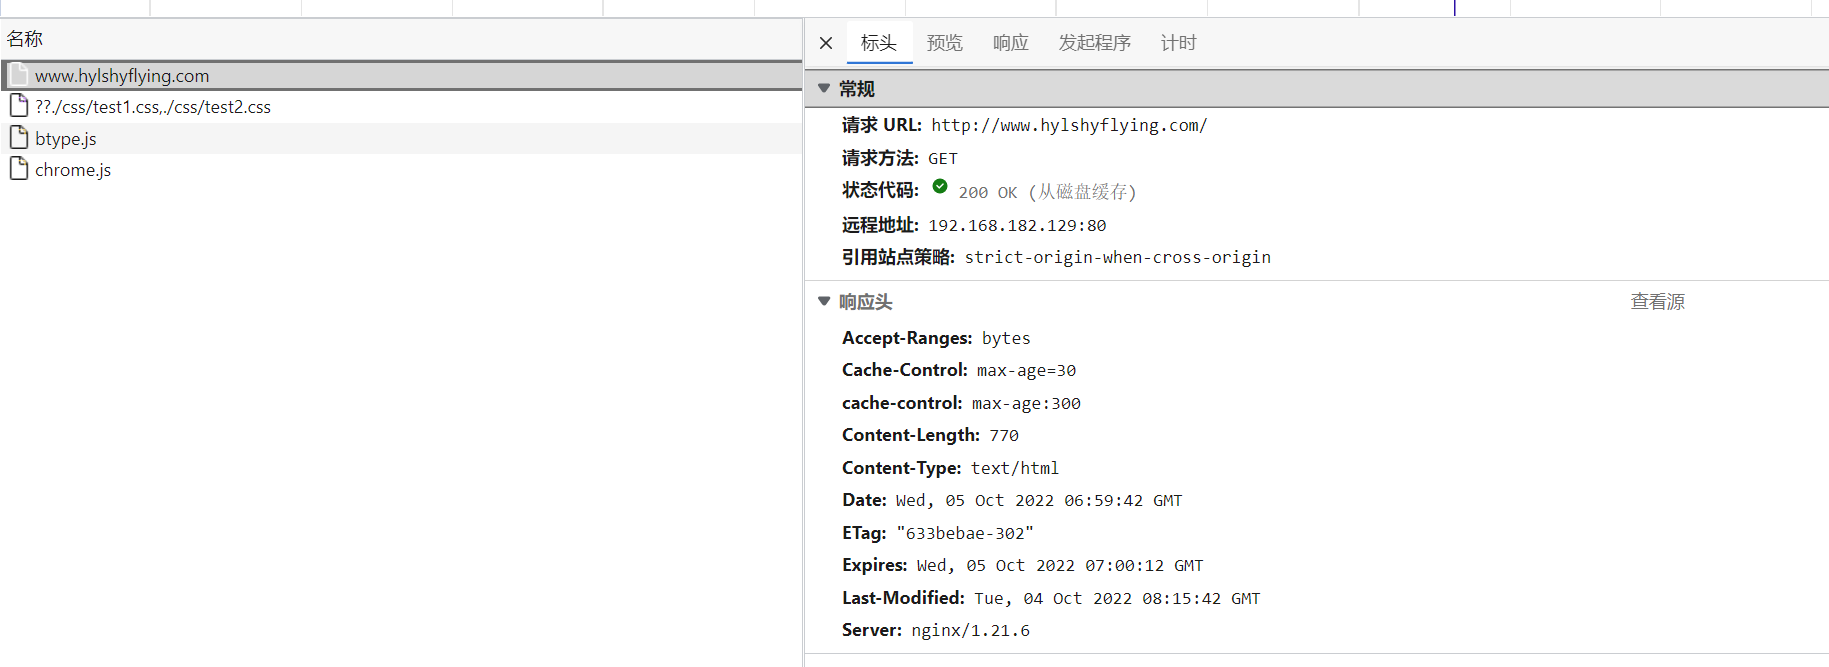 名称
www.hylshyflying.com
??./css/test1.css,./css/test2.css
btype.js
chrome.js
标头 预览 响应 发起程序 计时
常规
请求 URL: http://www.hylshyflying.com/
请求方法: GET
状态代码: 200 OK (从磁盘缓存)
远程地址: 192.168.182.129:80
引用站点策略: strict-origin-when-cross-origin
响应头 查看源
Accept-Ranges: bytes
Cache-Control: max-age=30
cache-control: max-age:300
Content-Length: 770
Content-Type: text/html
Date: Wed, 05 Oct 2022 06:59:42 GMT
ETag: "633bebae-302"
Expires: Wed, 05 Oct 2022 07:00:12 GMT
Last-Modified: Tue, 04 Oct 2022 08:15:42 GMT
Server: nginx/1.21.6